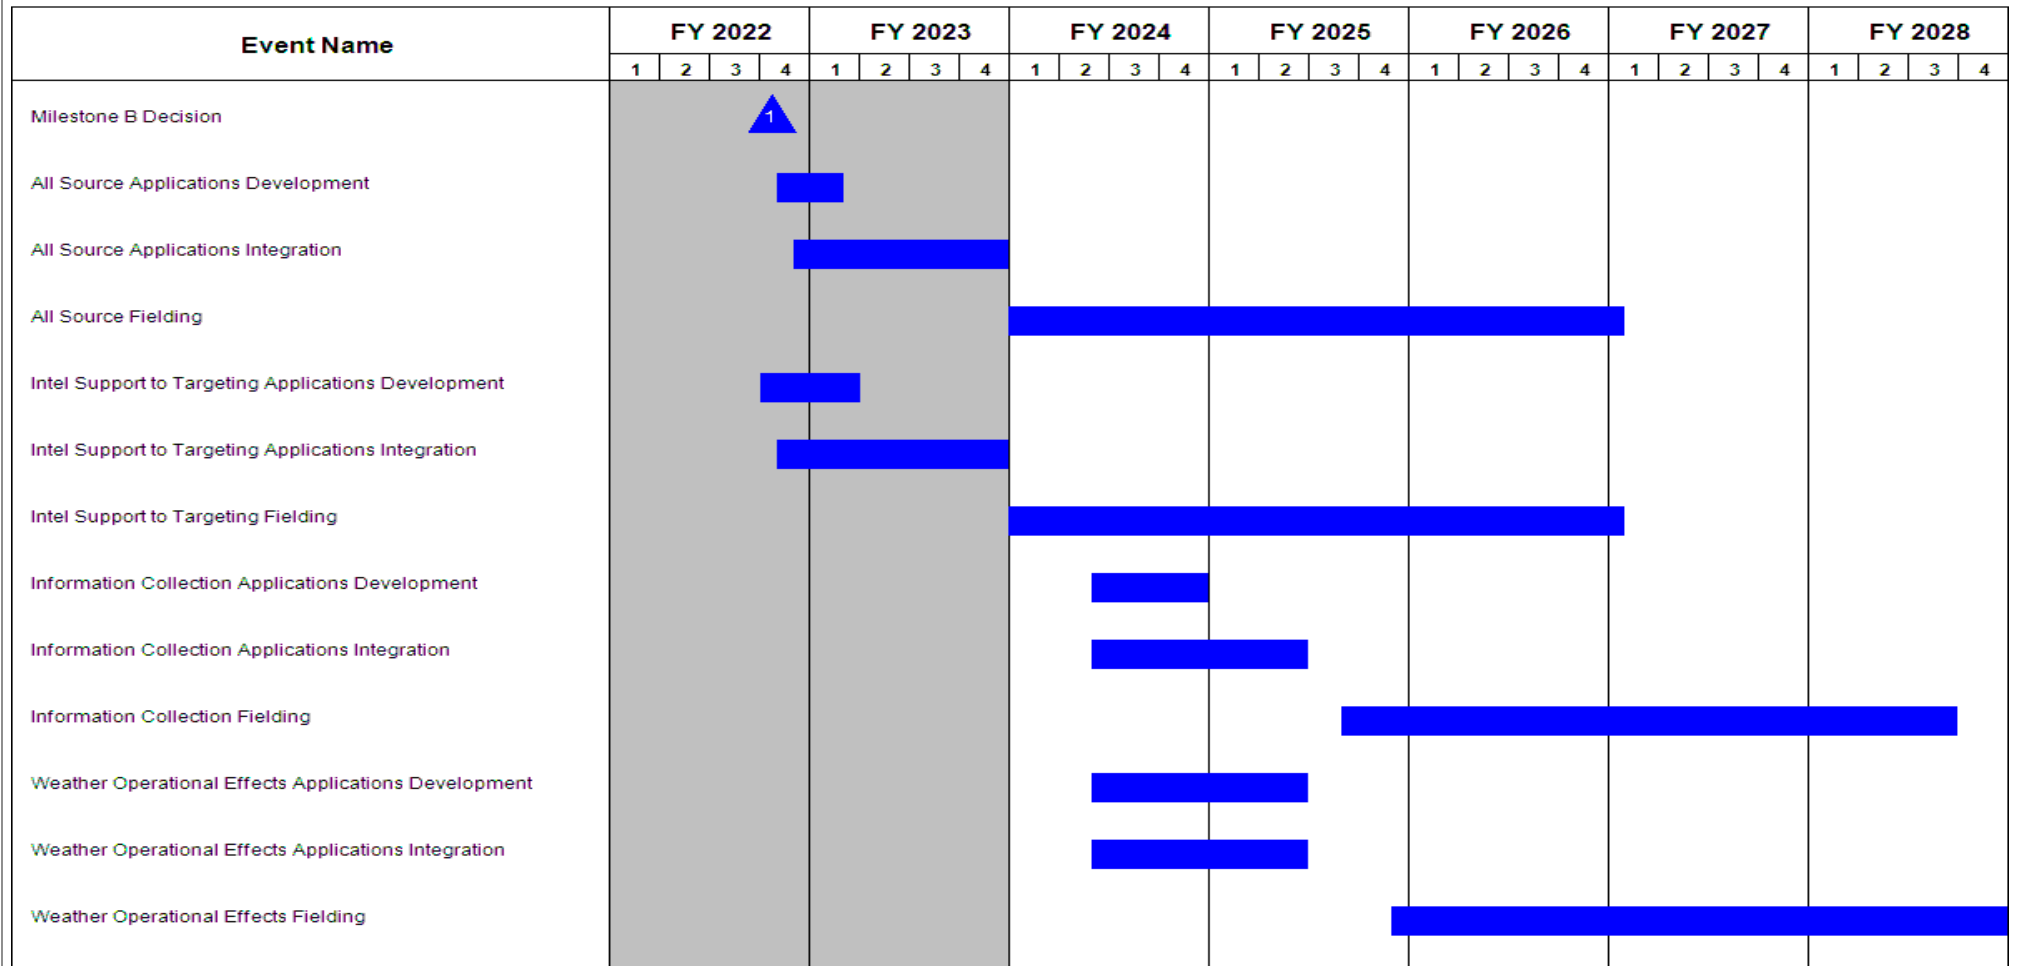 Event Name
FY 2022 FY 2023 FY 2024 FY 2025 FY 2026 FY 2027 FY 2028
1 2 3 4 1 2 3 4 1 2 3 4 1 2 3 4 1 2 3 4 1 2 3 4 1 2 3 4
Milestone B Decision 1
All Source Applications Development
All Source Applications Integration
All Source Fielding
Intel Support to Targeting Applications Development
Intel Support to Targeting Applications Integration
Intel Support to Targeting Fielding
Information Collection Applications Development
Information Collection Applications Integration
Information Collection Fielding
Weather Operational Effects Applications Development
Weather Operational Effects Applications Integration
Weather Operational Effects Fielding